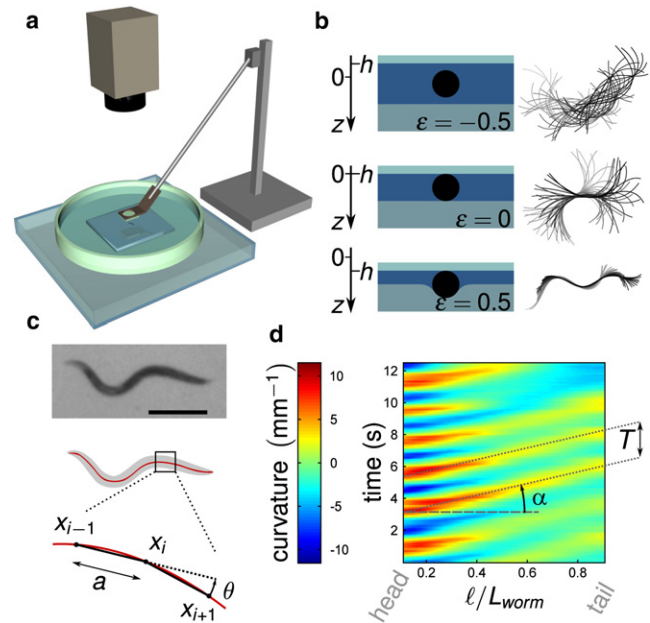 a
b
0
h
z
ε = −0.5
0
h
z
ε = 0
0
h
z
ε = 0.5
c
x_{i−1}
x_i
x_{i+1}
a
θ
d
curvature (mm⁻¹)
10
5
0
-5
-10
time (s)
12
10
8
6
4
2
α
T
0.2
0.4
0.6
0.8
head
ℓ/L_{worm}
tail